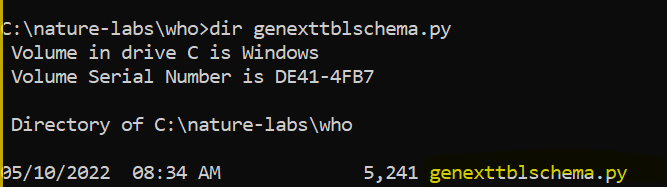 C:\nature-labs\who>dir genexttblschema.py
Volume in drive C is Windows
Volume Serial Number is DE41-4FB7
Directory of C:\nature-labs\who
05/10/2022  08:34 AM             5,241 genexttblschema.py